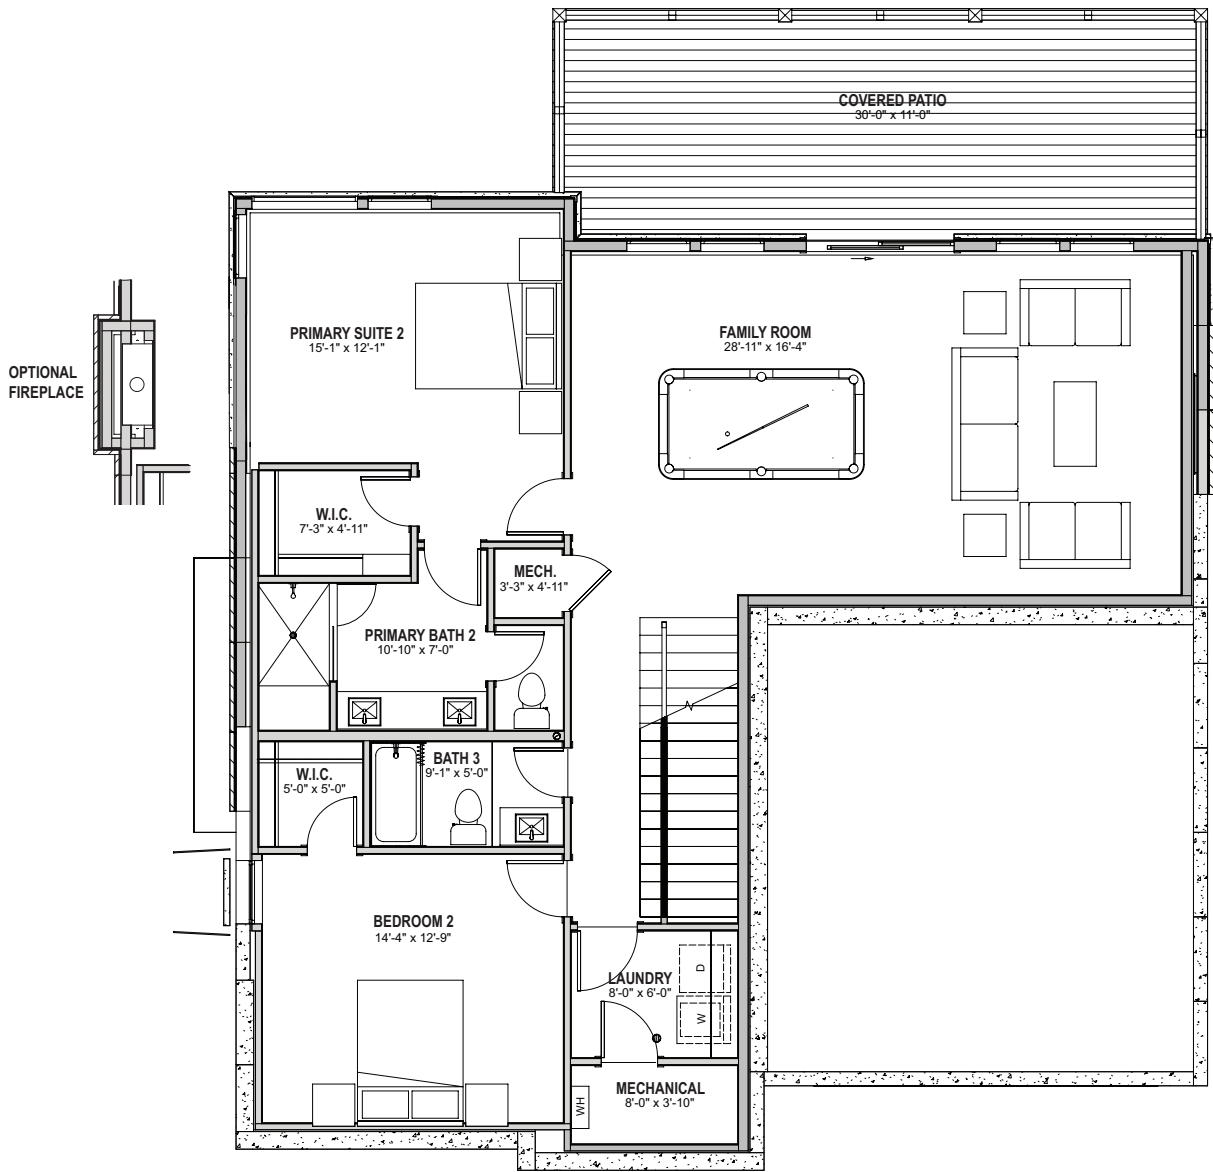 COVERED PATIO
30'-0" x 11'-0"
PRIMARY SUITE 2
15'-1" x 12'-1"
FAMILY ROOM
28'-11" x 16'-4"
OPTIONAL
FIREPLACE
W.I.C.
7'-3" x 4'-11"
MECH.
3'-3" x 4'-11"
PRIMARY BATH 2
10'-10" x 7'-0"
W.I.C.
5'-0" x 5'-0"
BATH 3
9'-1" x 5'-0"
BEDROOM 2
14'-4" x 12'-9"
LAUNDRY
8'-0" x 6'-0"
D
W
MECHANICAL
8'-0" x 3'-10"
WH